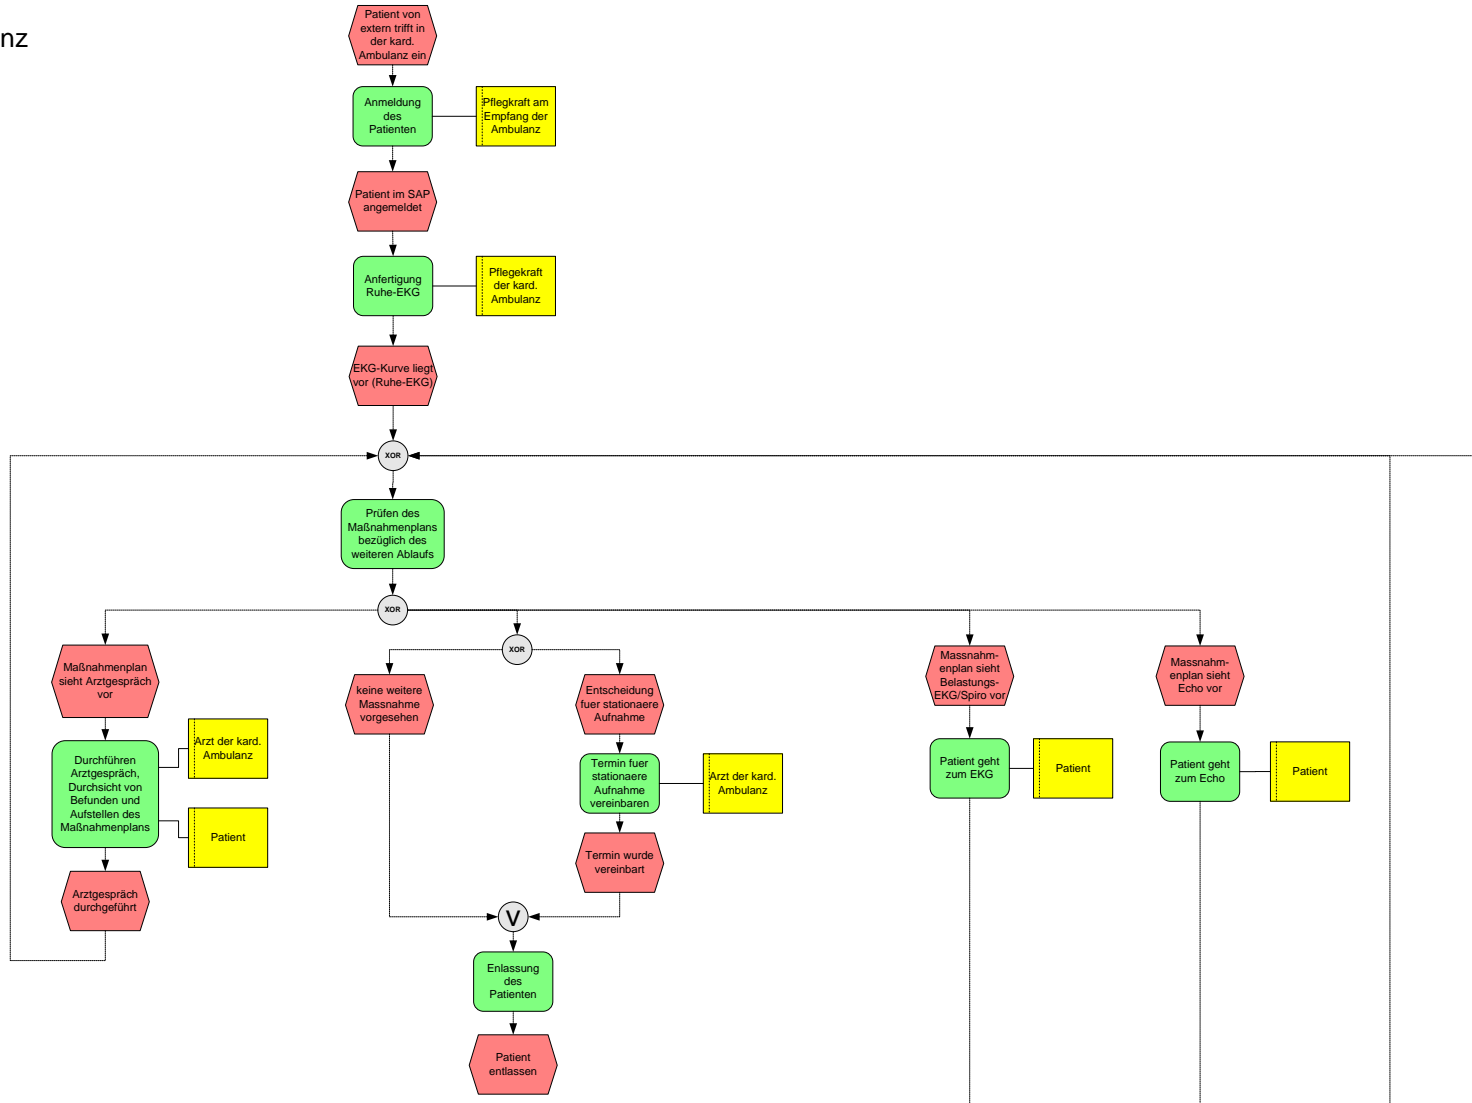 nz
Patient von
extern trifft in
der kard.
Ambulanz ein
Anmeldung
des
Patienten
Pflegkraft am
Empfang der
Ambulanz
Patient im SAP
angemeldet
Anfertigung
Ruhe-EKG
Pflegekraft
der kard.
Ambulanz
EKG-Kurve liegt
vor (Ruhe-EKG)
XOR
Prüfen des
Maßnahmenplans
bezüglich des
weiteren Ablaufs
XOR
XOR
Maßnahmenplan
sieht Arztgespräch
vor
keine weitere
Massnahme
vorgesehen
Entscheidung
fuer stationaere
Aufnahme
Massnahm-
enplan sieht
Belastungs-
EKG/Spiro vor
Massnahm-
enplan sieht
Echo vor
Durchführen
Arztgespräch,
Durchsicht von
Befunden und
Aufstellen des
Maßnahmenplans
Arzt der kard.
Ambulanz
Patient
Termin fuer
stationaere
Aufnahme
vereinbaren
Arzt der kard.
Ambulanz
Patient geht
zum EKG
Patient
Patient geht
zum Echo
Patient
Arztgespräch
durchgeführt
Termin wurde
vereinbart
V
Enlassung
des
Patienten
Patient
entlassen